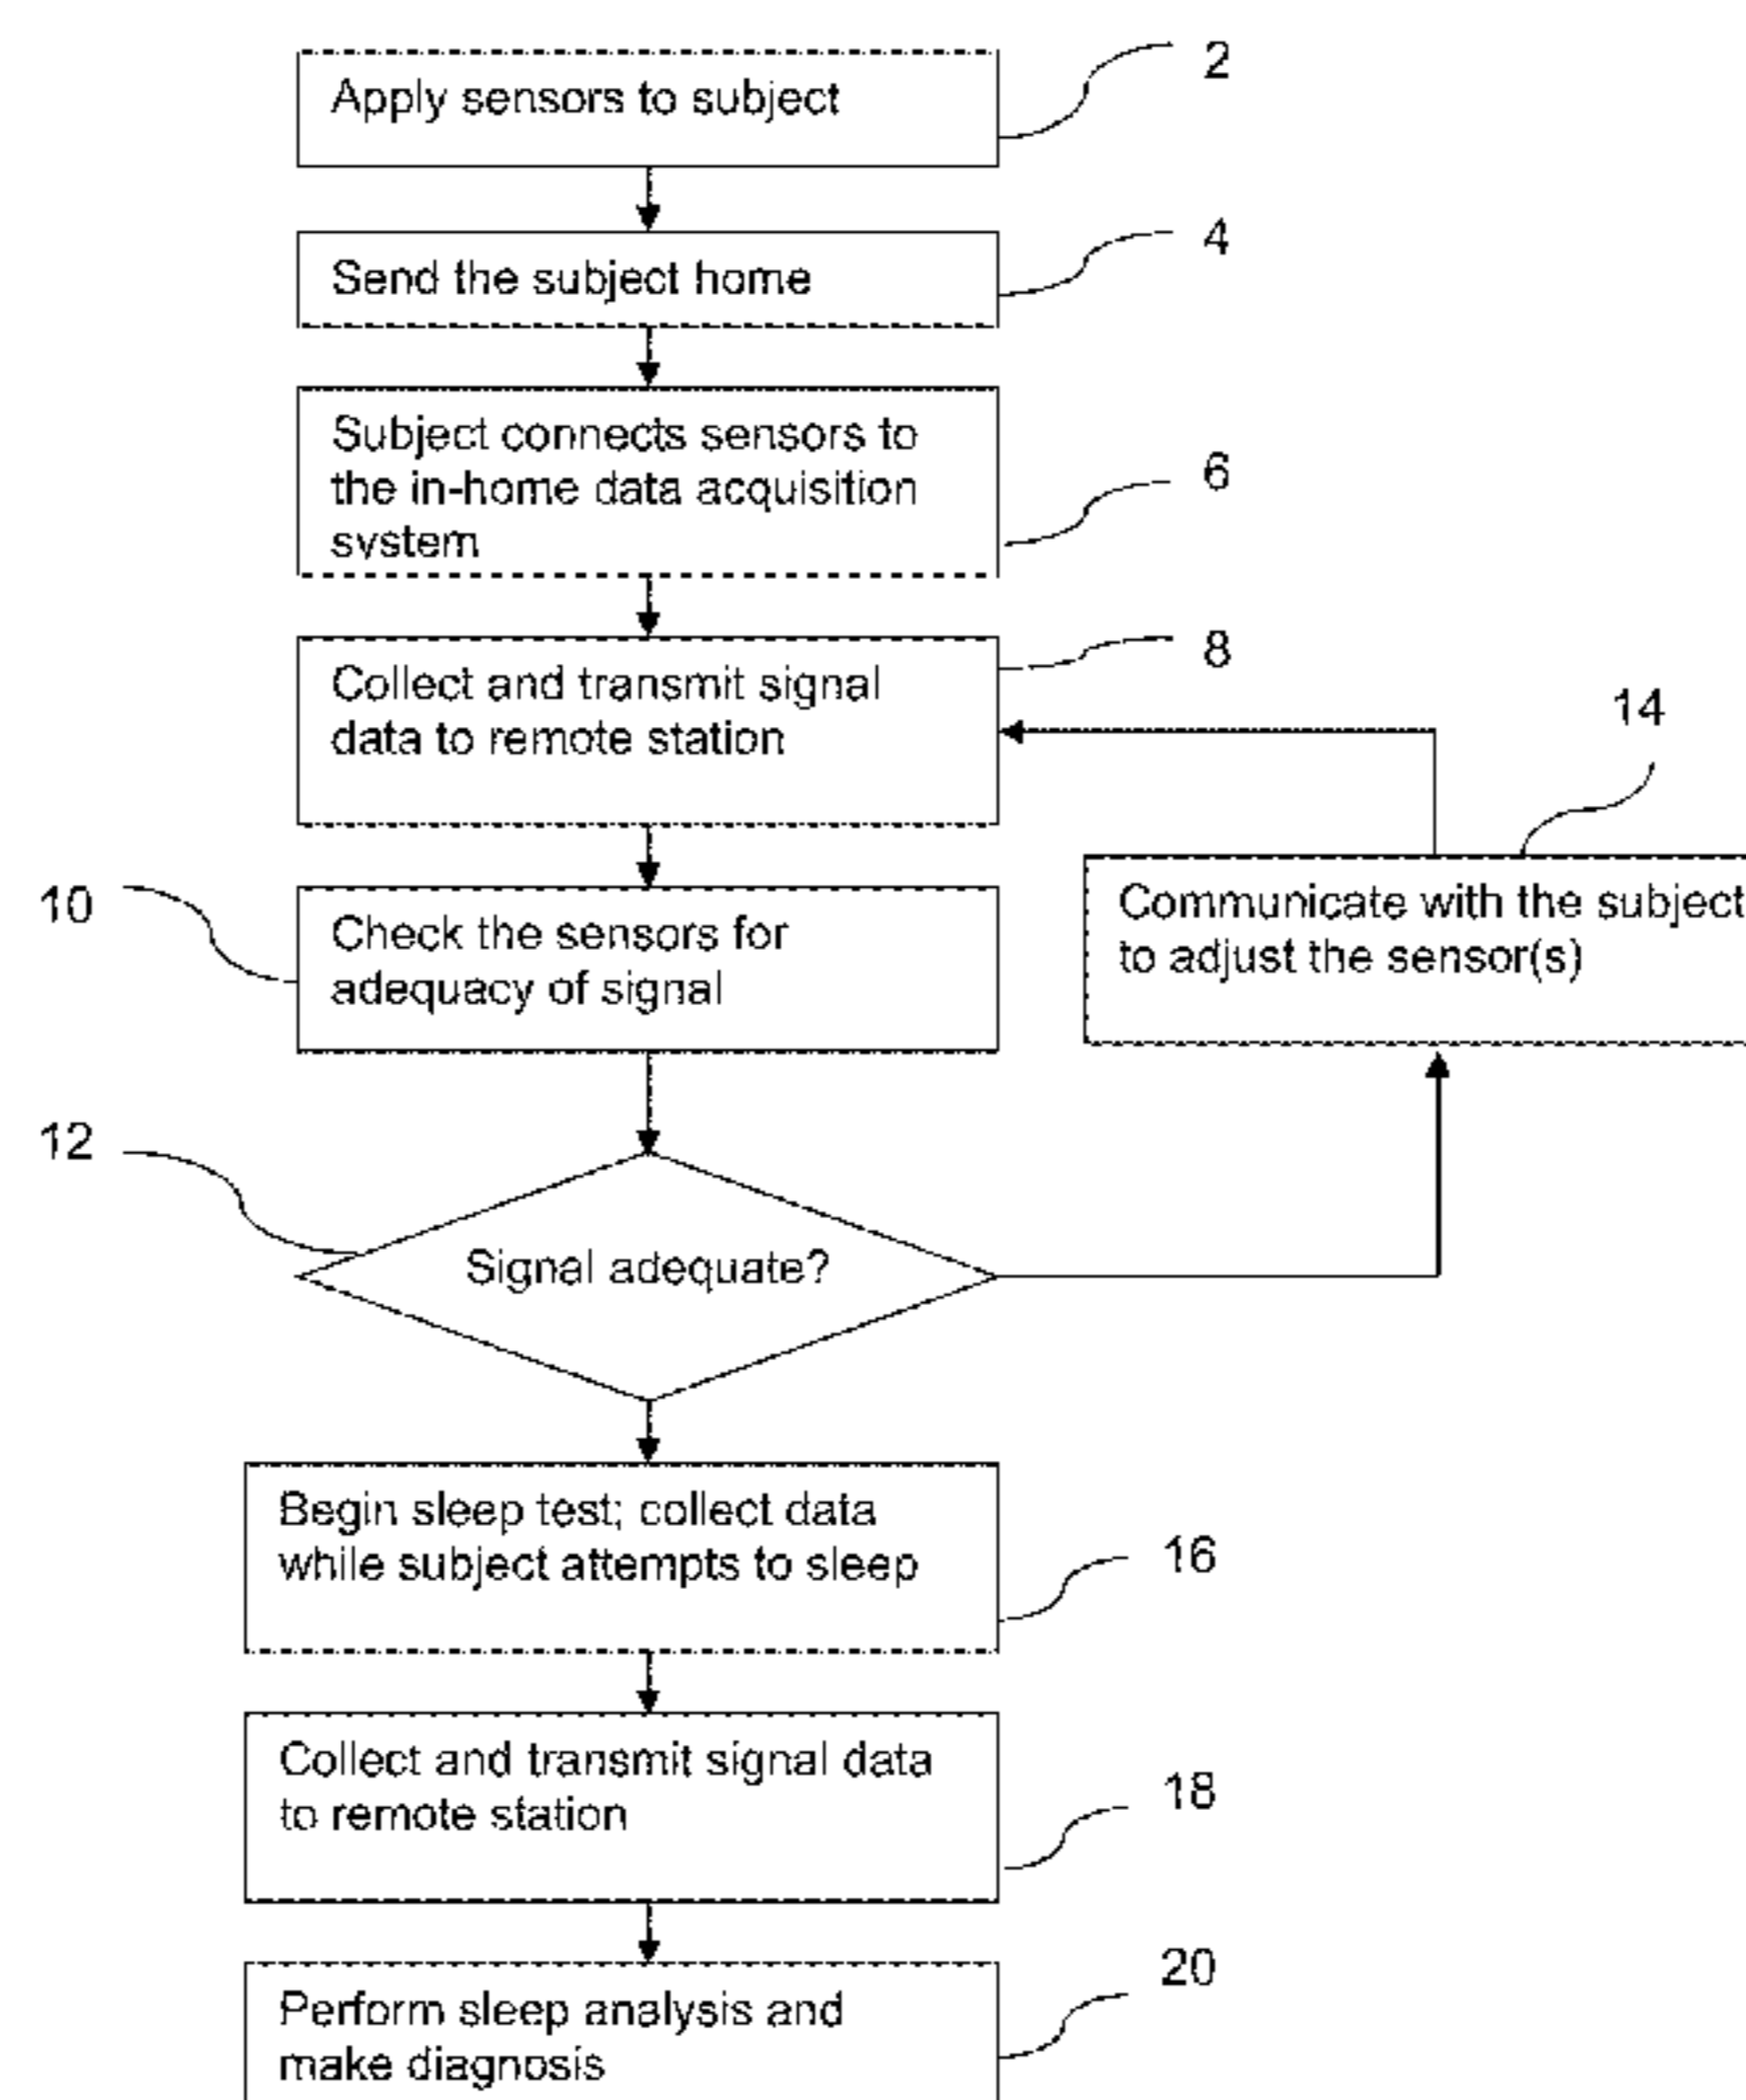 Apply sensors to subject
2
Send the subject home
4
Subject connects sensors to
the in-home data acquisition
system
6
Collect and transmit signal
data to remote station
8
10
Check the sensors for
adequacy of signal
14
Communicate with the subject
to adjust the sensor(s)
12
Signal adequate?
Begin sleep test; collect data
while subject attempts to sleep
16
Collect and transmit signal data
to remote station
18
Perform sleep analysis and
make diagnosis
20